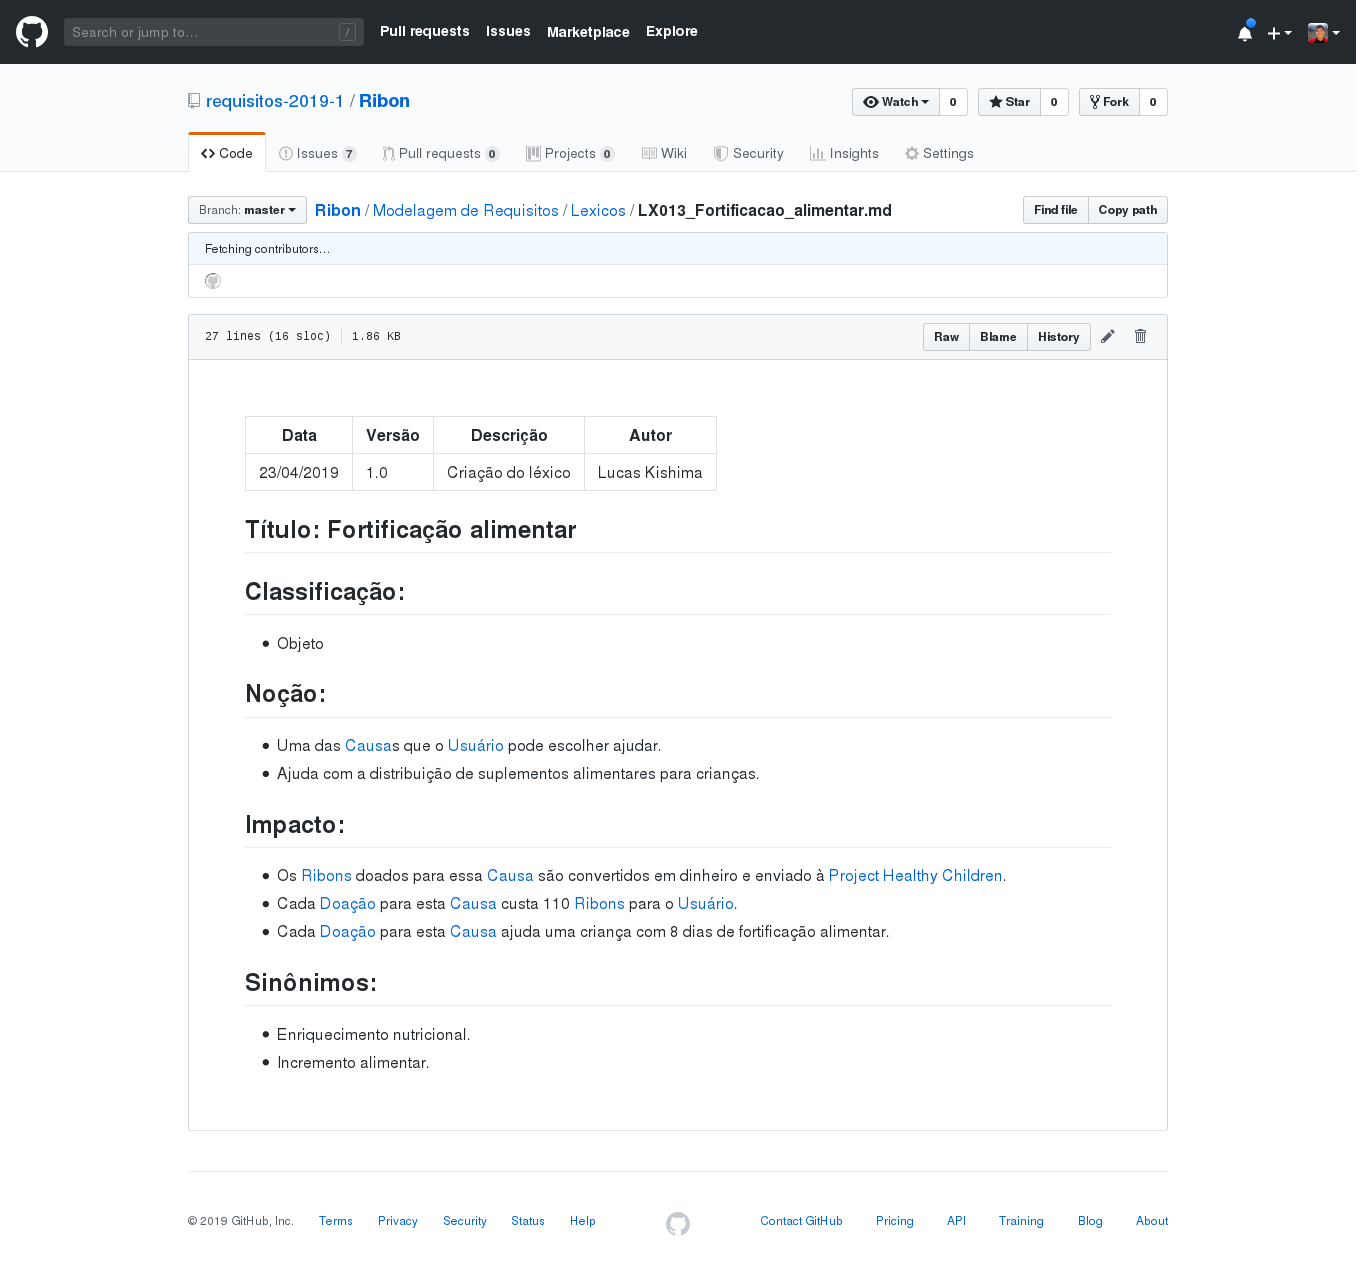 Search or jump to… /
Pull requests Issues Marketplace Explore
requisitos-2019-1 / Ribon
Watch 0 Star 0 Fork 0
Code Issues 7 Pull requests 0 Projects 0 Wiki Security Insights Settings
Branch: master Ribon / Modelagem de Requisitos / Lexicos / LX013_Fortificacao_alimentar.md Find file Copy path
Fetching contributors…
27 lines (16 sloc) 1.86 KB Raw Blame History
Data Versão Descrição Autor
23/04/2019 1.0 Criação do léxico Lucas Kishima
Título: Fortificação alimentar
Classificação:
Objeto
Noção:
Uma das Causas que o Usuário pode escolher ajudar.
Ajuda com a distribuição de suplementos alimentares para crianças.
Impacto:
Os Ribons doados para essa Causa são convertidos em dinheiro e enviado à Project Healthy Children.
Cada Doação para esta Causa custa 110 Ribons para o Usuário.
Cada Doação para esta Causa ajuda uma criança com 8 dias de fortificação alimentar.
Sinônimos:
Enriquecimento nutricional.
Incremento alimentar.
© 2019 GitHub, Inc. Terms Privacy Security Status Help Contact GitHub Pricing API Training Blog About